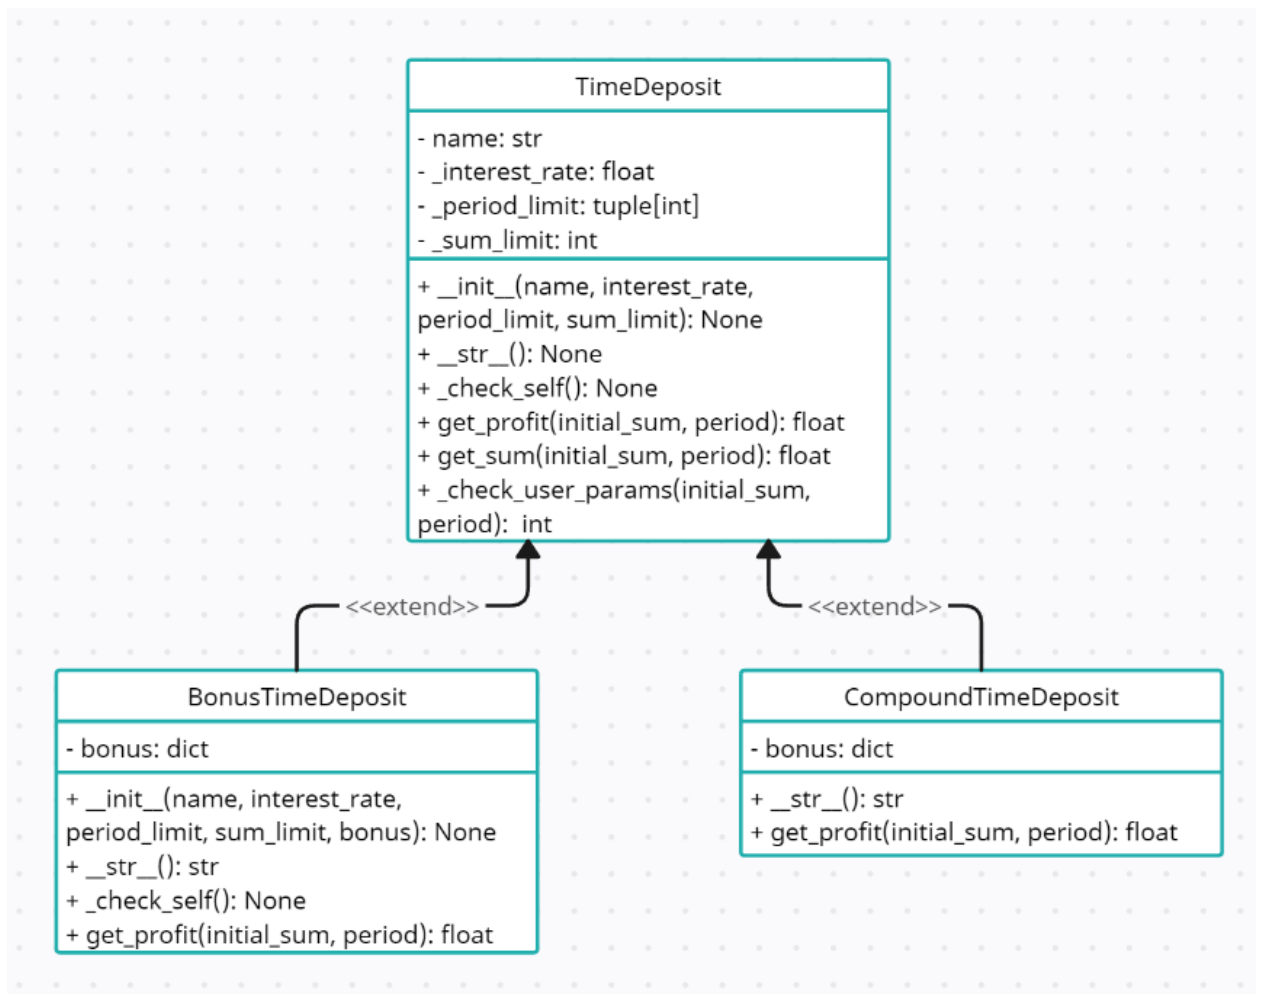 TimeDeposit
- name: str
- _interest_rate: float
- _period_limit: tuple[int]
- _sum_limit: int
+ __init__(name, interest_rate,
period_limit, sum_limit): None
+ __str__(): None
+ _check_self(): None
+ get_profit(initial_sum, period): float
+ get_sum(initial_sum, period): float
+ _check_user_params(initial_sum,
period):  int
<<extend>>
<<extend>>
BonusTimeDeposit
- bonus: dict
+ __init__(name, interest_rate,
period_limit, sum_limit, bonus): None
+ __str__(): str
+ _check_self(): None
+ get_profit(initial_sum, period): float
CompoundTimeDeposit
- bonus: dict
+ __str__(): str
+ get_profit(initial_sum, period): float